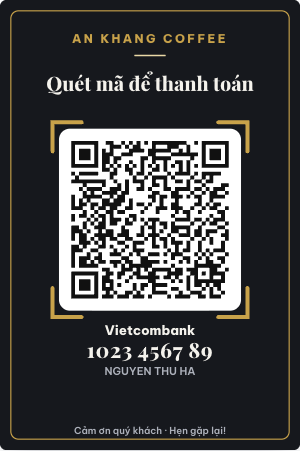 AN KHANG COFFEE
Quét mã để thanh toán
Vietcombank
1023 4567 89
NGUYEN THU HA
Cảm ơn quý khách · Hẹn gặp lại!